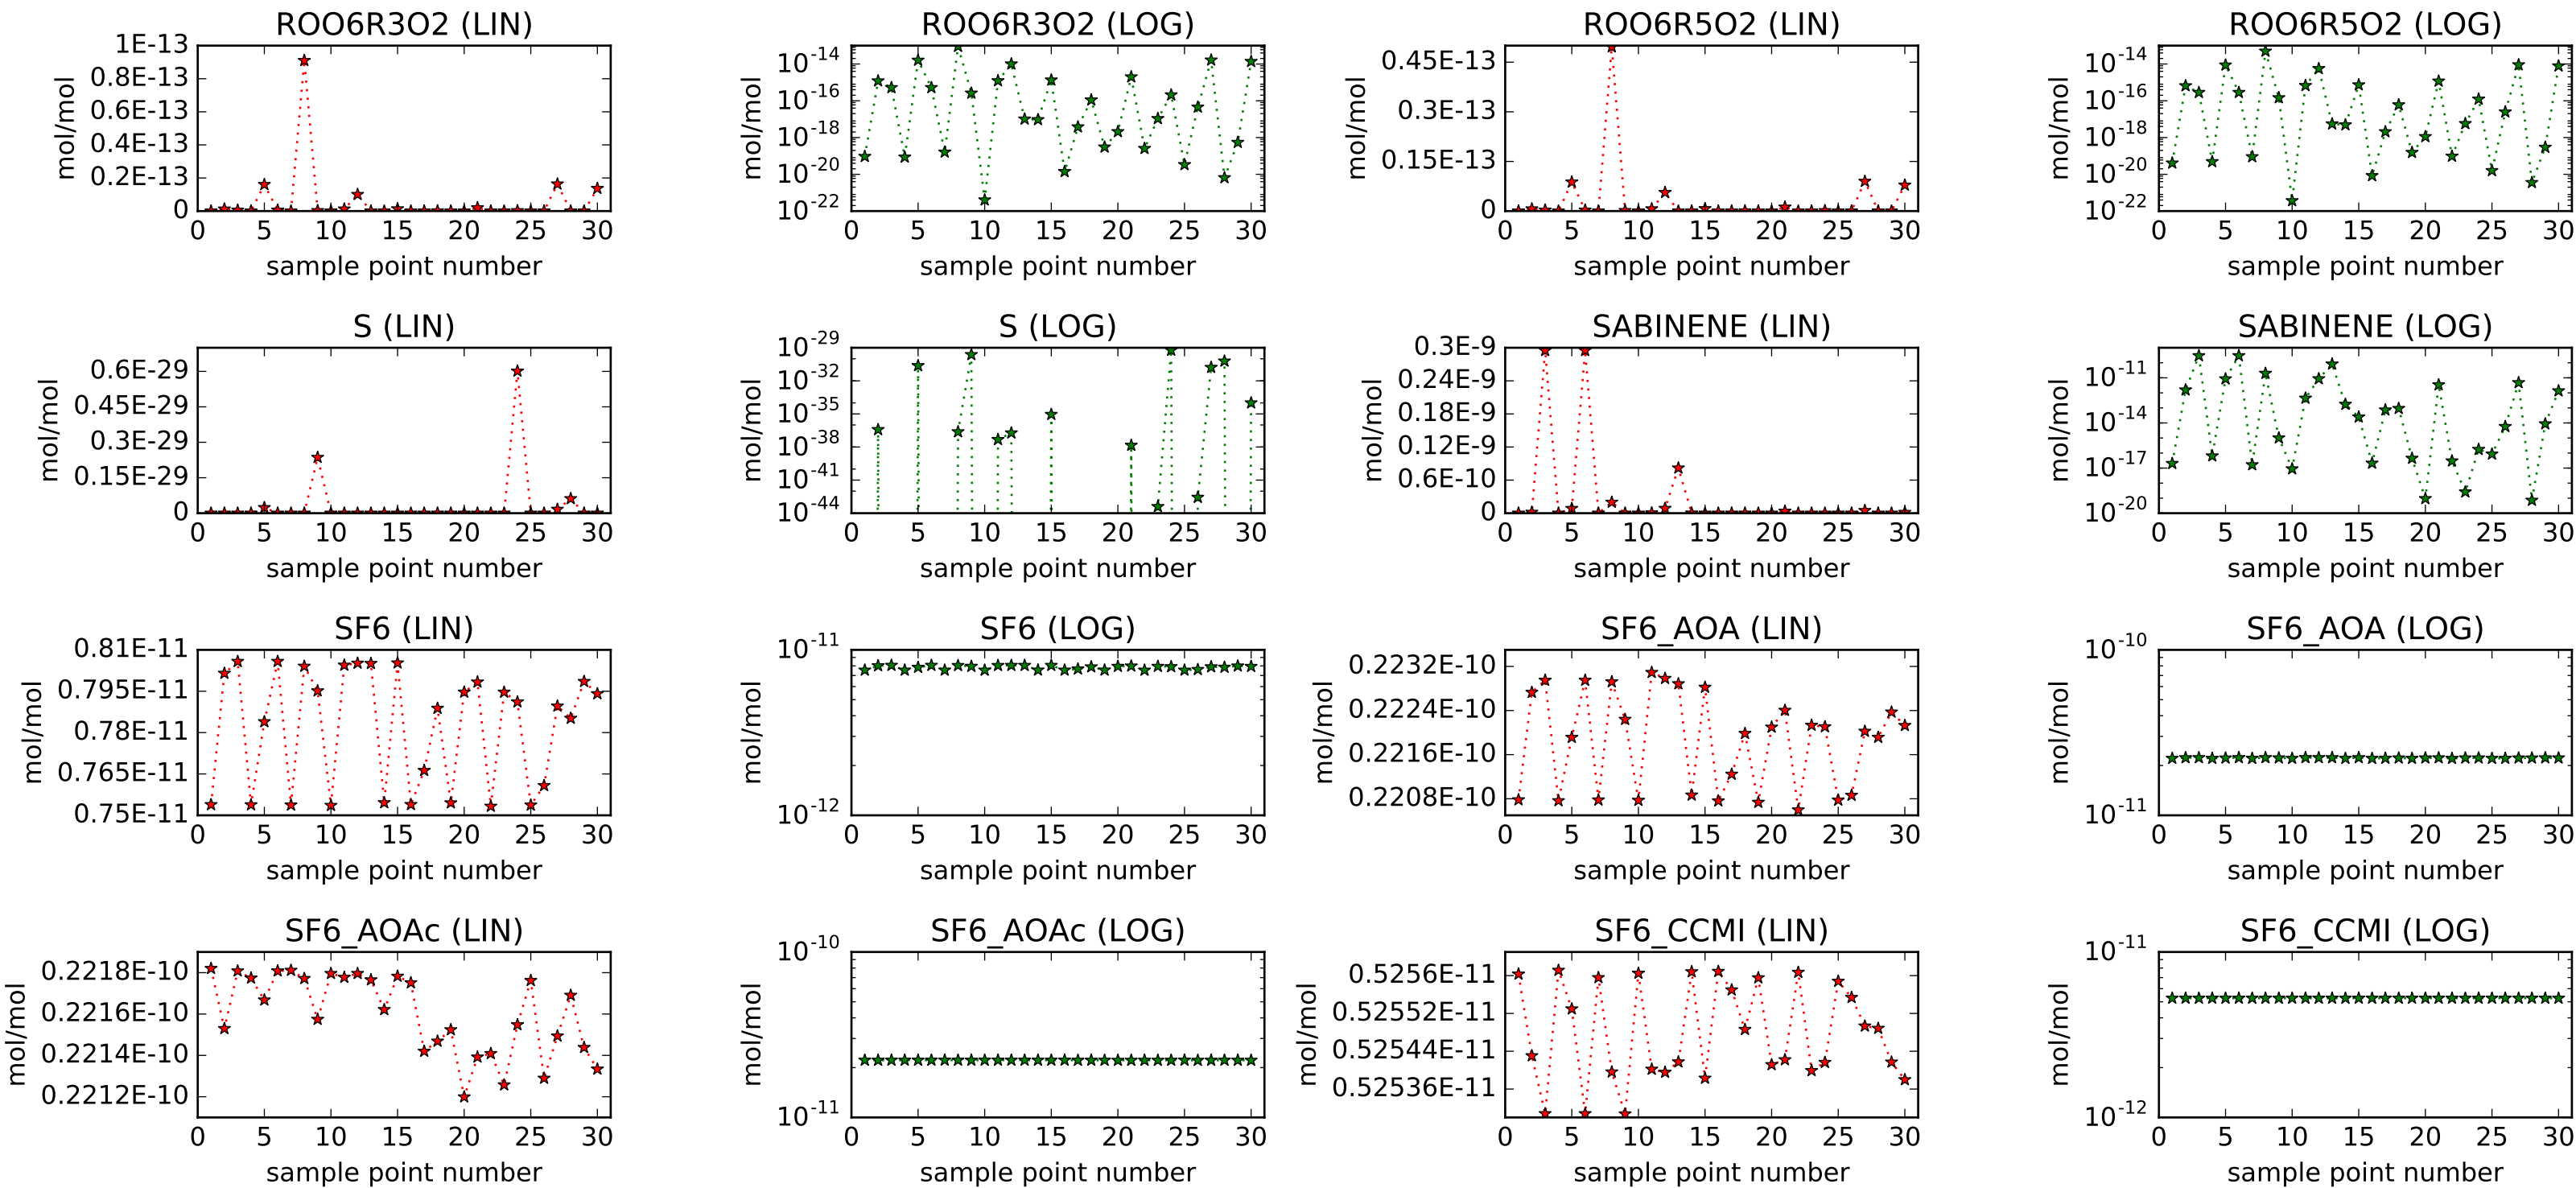 ROO6R3O2 (LIN)
1E-13
0.8E-13
0.6E-13
0.4E-13
0.2E-13
0
mol/mol
0 5 10 15 20 25 30
sample point number
ROO6R3O2 (LOG)
10^-14
10^-16
10^-18
10^-20
10^-22
mol/mol
0 5 10 15 20 25 30
sample point number
ROO6R5O2 (LIN)
0.45E-13
0.3E-13
0.15E-13
0
mol/mol
0 5 10 15 20 25 30
sample point number
ROO6R5O2 (LOG)
10^-14
10^-16
10^-18
10^-20
10^-22
mol/mol
0 5 10 15 20 25 30
sample point number
S (LIN)
0.6E-29
0.45E-29
0.3E-29
0.15E-29
0
mol/mol
0 5 10 15 20 25 30
sample point number
S (LOG)
10^-29
10^-32
10^-35
10^-38
10^-41
10^-44
mol/mol
0 5 10 15 20 25 30
sample point number
SABINENE (LIN)
0.3E-9
0.24E-9
0.18E-9
0.12E-9
0.6E-10
0
mol/mol
0 5 10 15 20 25 30
sample point number
SABINENE (LOG)
10^-11
10^-14
10^-17
10^-20
mol/mol
0 5 10 15 20 25 30
sample point number
SF6 (LIN)
0.81E-11
0.795E-11
0.78E-11
0.765E-11
0.75E-11
mol/mol
0 5 10 15 20 25 30
sample point number
SF6 (LOG)
10^-11
10^-12
mol/mol
0 5 10 15 20 25 30
sample point number
SF6_AOA (LIN)
0.2232E-10
0.2224E-10
0.2216E-10
0.2208E-10
mol/mol
0 5 10 15 20 25 30
sample point number
SF6_AOA (LOG)
10^-10
10^-11
mol/mol
0 5 10 15 20 25 30
sample point number
SF6_AOAc (LIN)
0.2218E-10
0.2216E-10
0.2214E-10
0.2212E-10
mol/mol
0 5 10 15 20 25 30
sample point number
SF6_AOAc (LOG)
10^-10
10^-11
mol/mol
0 5 10 15 20 25 30
sample point number
SF6_CCMI (LIN)
0.5256E-11
0.52552E-11
0.52544E-11
0.52536E-11
mol/mol
0 5 10 15 20 25 30
sample point number
SF6_CCMI (LOG)
10^-11
10^-12
mol/mol
0 5 10 15 20 25 30
sample point number